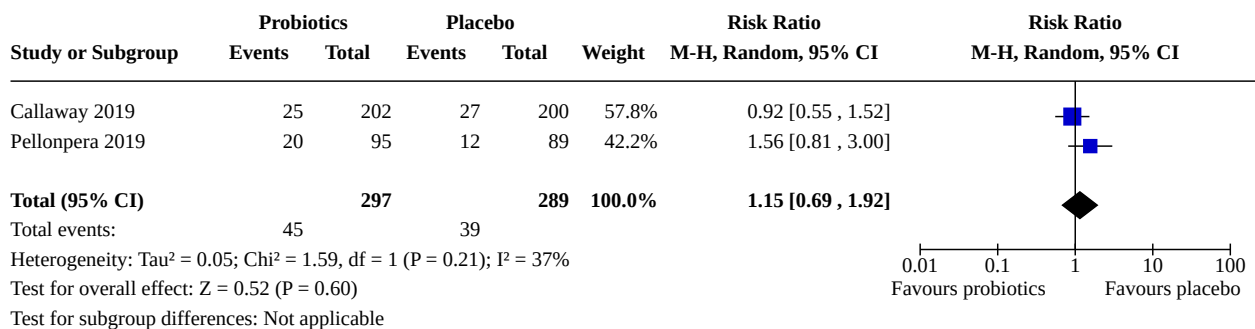 Probiotics Placebo Risk Ratio Risk Ratio
Study or Subgroup Events Total Events Total Weight M-H, Random, 95% CI M-H, Random, 95% CI
Callaway 2019 25 202 27 200 57.8% 0.92 [0.55 , 1.52]
Pellonpera 2019 20 95 12 89 42.2% 1.56 [0.81 , 3.00]
Total (95% CI) 297 289 100.0% 1.15 [0.69 , 1.92]
Total events: 45 39
Heterogeneity: Tau² = 0.05; Chi² = 1.59, df = 1 (P = 0.21); I² = 37%
0.01 0.1 1 10 100
Test for overall effect: Z = 0.52 (P = 0.60) Favours probiotics Favours placebo
Test for subgroup differences: Not applicable